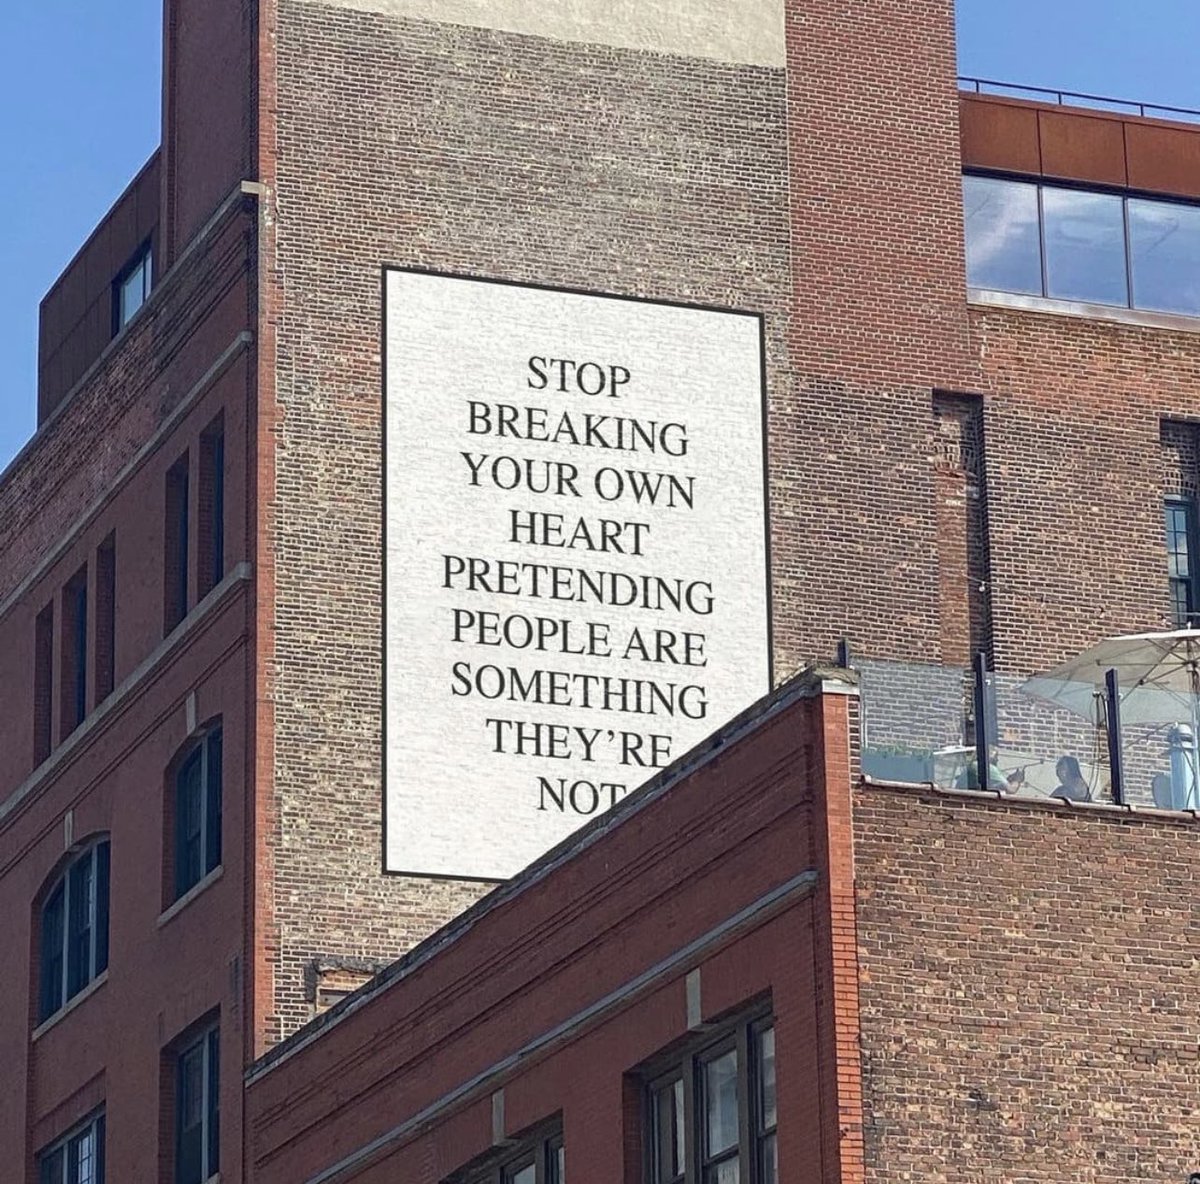 STOP
BREAKING
YOUR OWN
HEART
PRETENDING
PEOPLE ARE
SOMETHING
THEY’RE
NOT